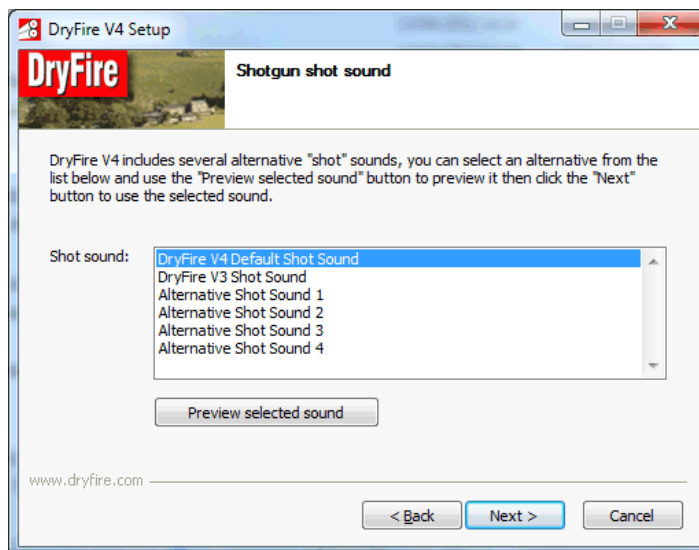 DryFire V4 Setup
DryFire
Shotgun shot sound
DryFire V4 includes several alternative "shot" sounds, you can select an alternative from the
list below and use the "Preview selected sound" button to preview it then click the "Next"
button to use the selected sound.
Shot sound:
DryFire V4 Default Shot Sound
DryFire V3 Shot Sound
Alternative Shot Sound 1
Alternative Shot Sound 2
Alternative Shot Sound 3
Alternative Shot Sound 4
Preview selected sound
www.dryfire.com
< Back
Next >
Cancel